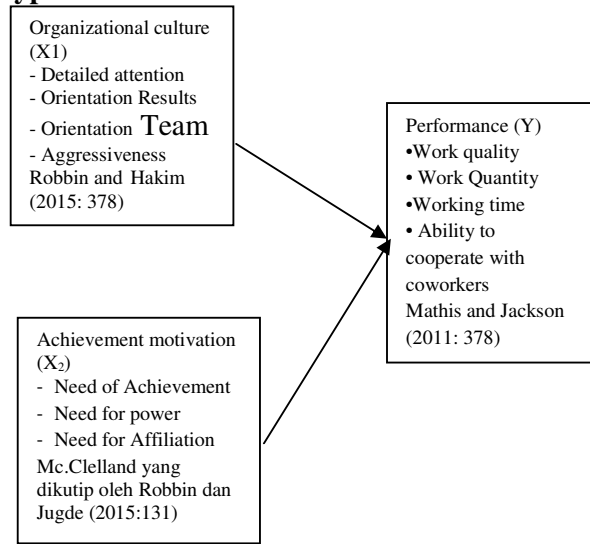 Organizational culture
(X1)
- Detailed attention
- Orientation Results
- Orientation Team
- Aggressiveness
Robbin and Hakim
(2015: 378)
Performance (Y)
•Work quality
• Work Quantity
•Working time
• Ability to
cooperate with
coworkers
Mathis and Jackson
(2011: 378)
Achievement motivation
(X₂)
- Need of Achievement
- Need for power
- Need for Affiliation
Mc.Clelland yang
dikutip oleh Robbin dan
Jugde (2015:131)